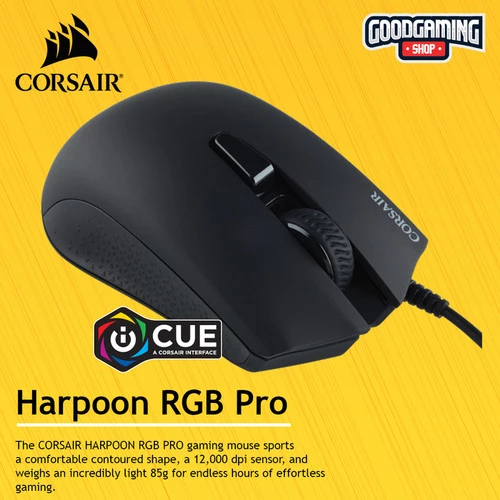 CORSAIR
GOODGAMING
SHOP
CORSAIR
iCUE
A CORSAIR INTERFACE
Harpoon RGB Pro
The CORSAIR HARPOON RGB PRO gaming mouse sports
a comfortable contoured shape, a 12,000 dpi sensor, and
weighs an incredibly light 85g for endless hours of effortless
gaming.